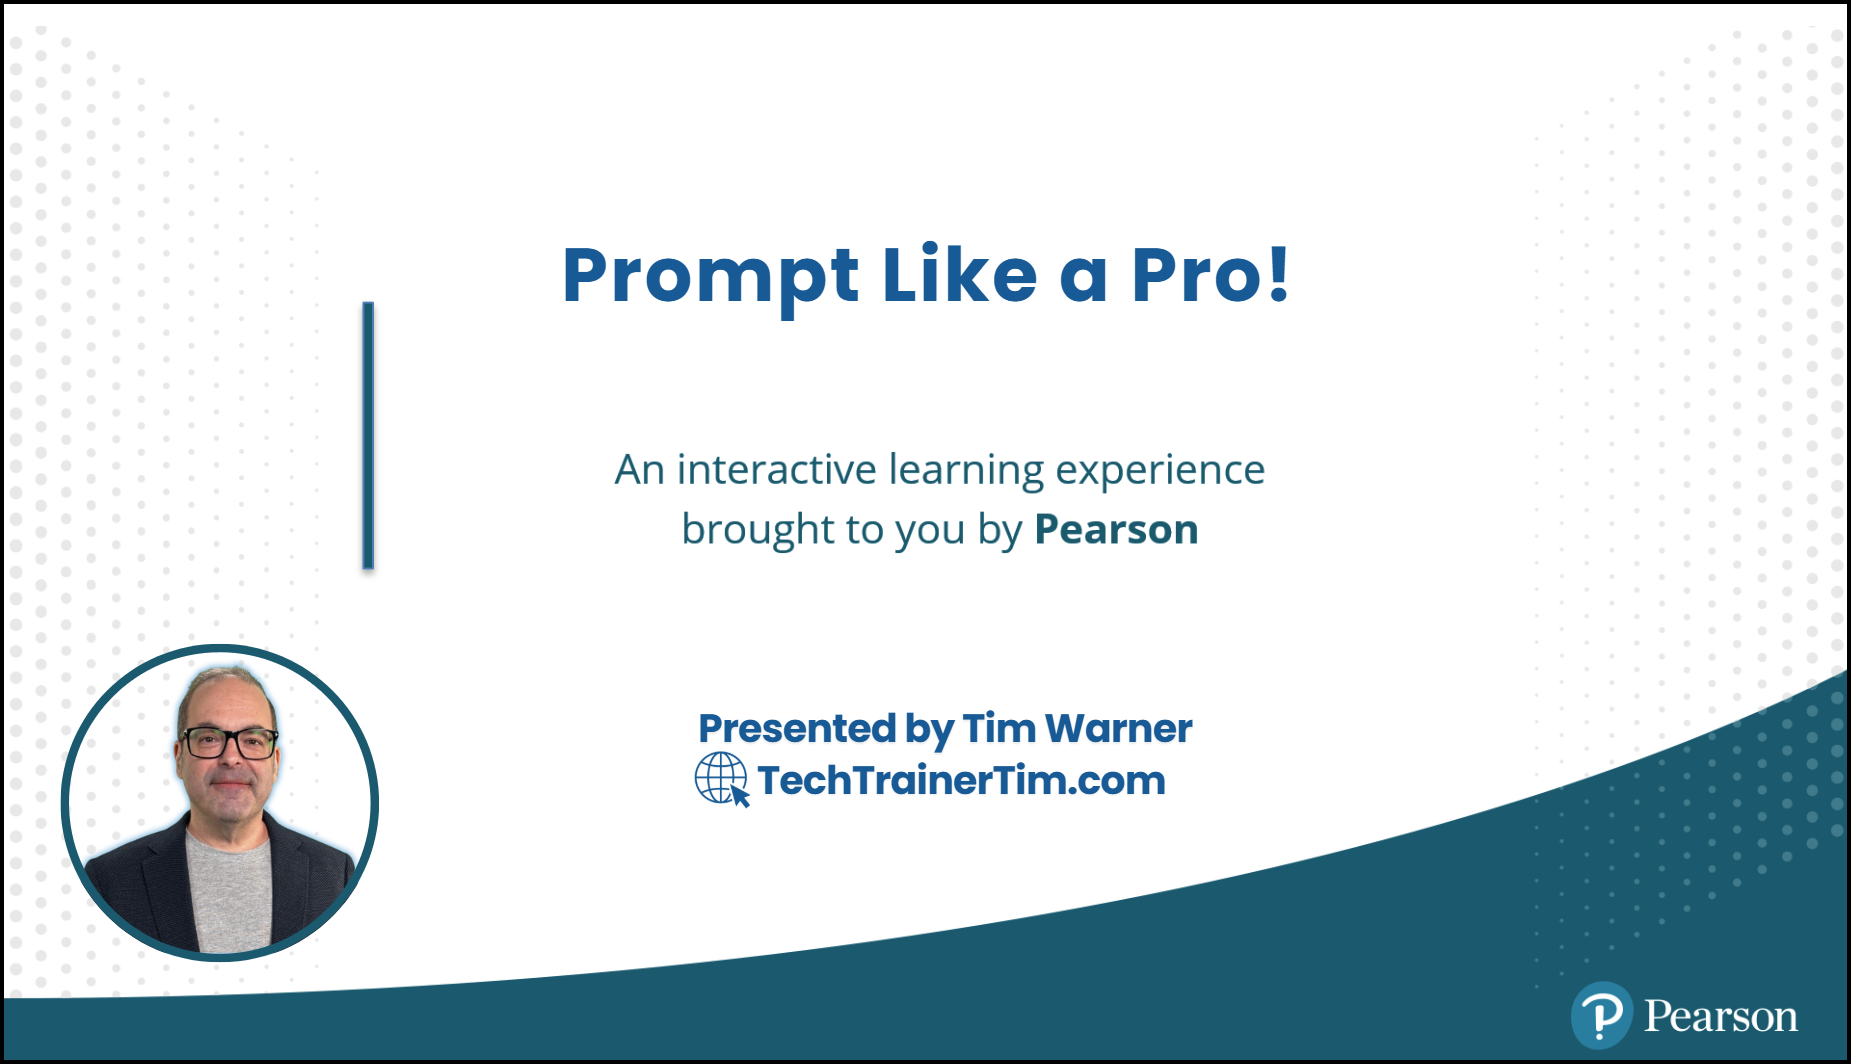 Prompt Like a Pro!
An interactive learning experience
brought to you by Pearson
Presented by Tim Warner
TechTrainerTim.com
Pearson